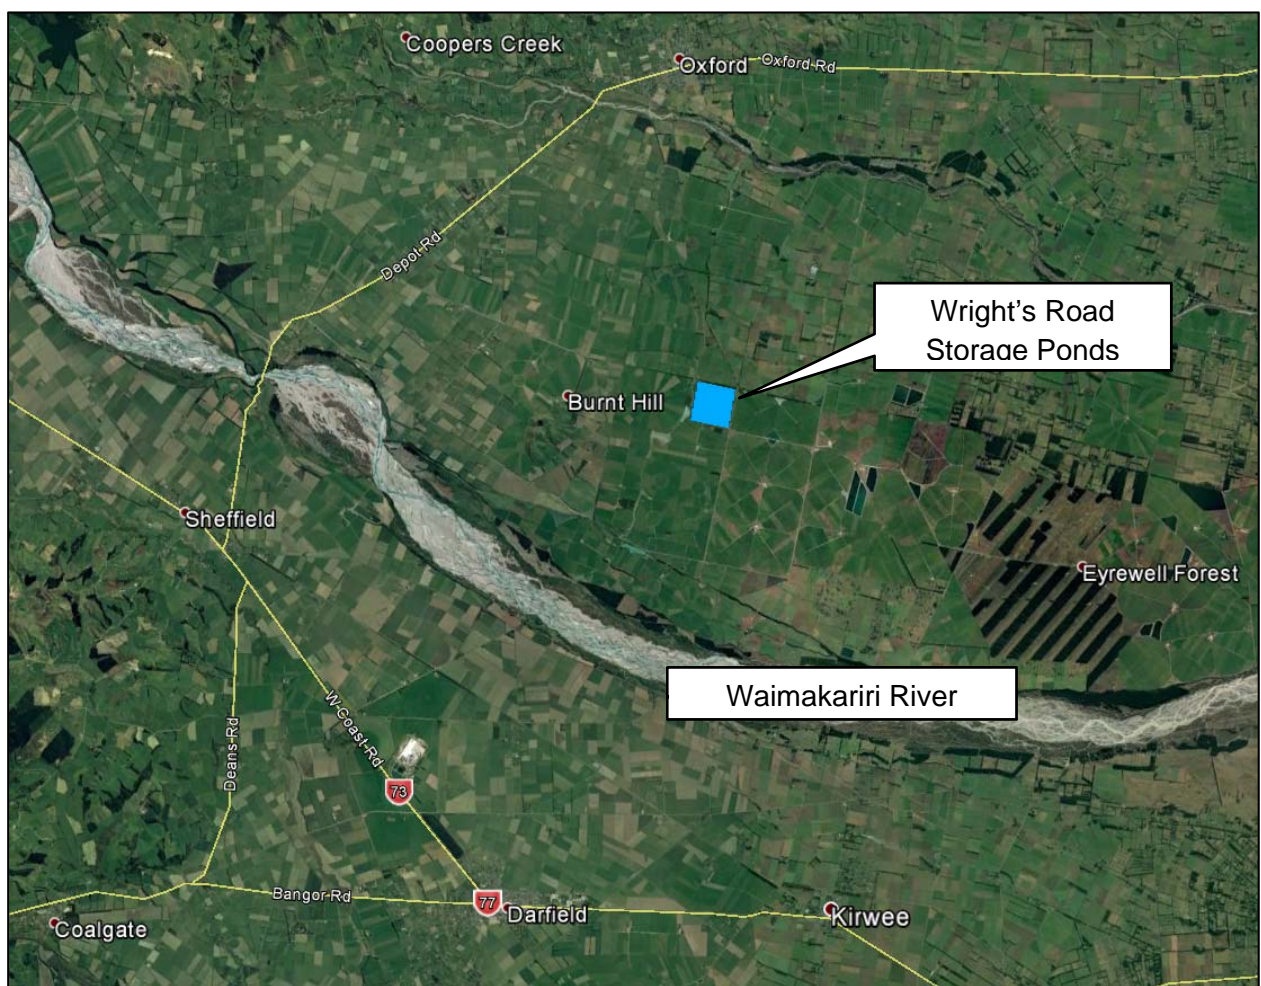 Coopers Creek
Oxford
Oxford Rd
Depot Rd
Wright's Road
Storage Ponds
Burnt Hill
Sheffield
Eyrewell Forest
Waimakariri River
W Coast Rd
Deans Rd
73
Bangor Rd
77
Darfield
Kirwee
Coalgate